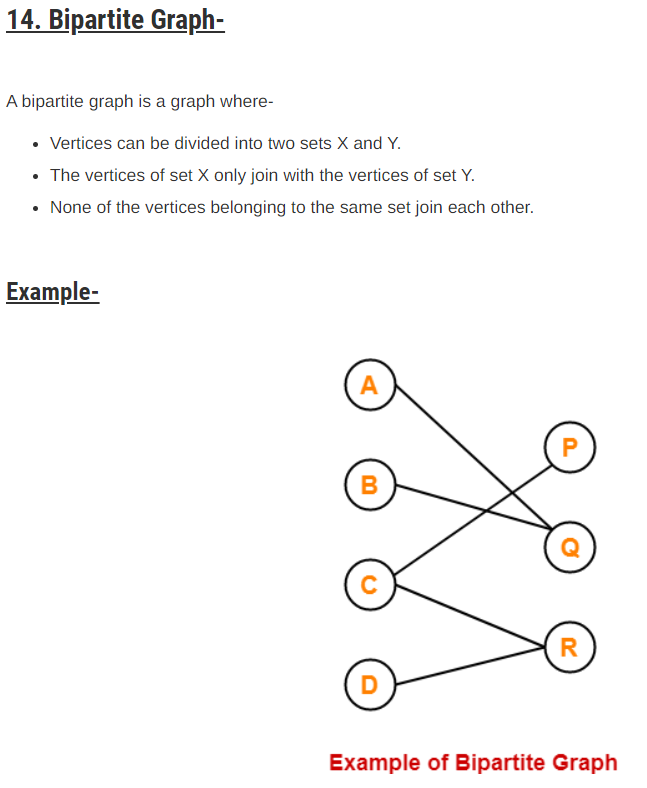 14. Bipartite Graph-
A bipartite graph is a graph where-
• Vertices can be divided into two sets X and Y.
• The vertices of set X only join with the vertices of set Y.
• None of the vertices belonging to the same set join each other.
Example-
A
P
B
Q
C
R
D
Example of Bipartite Graph